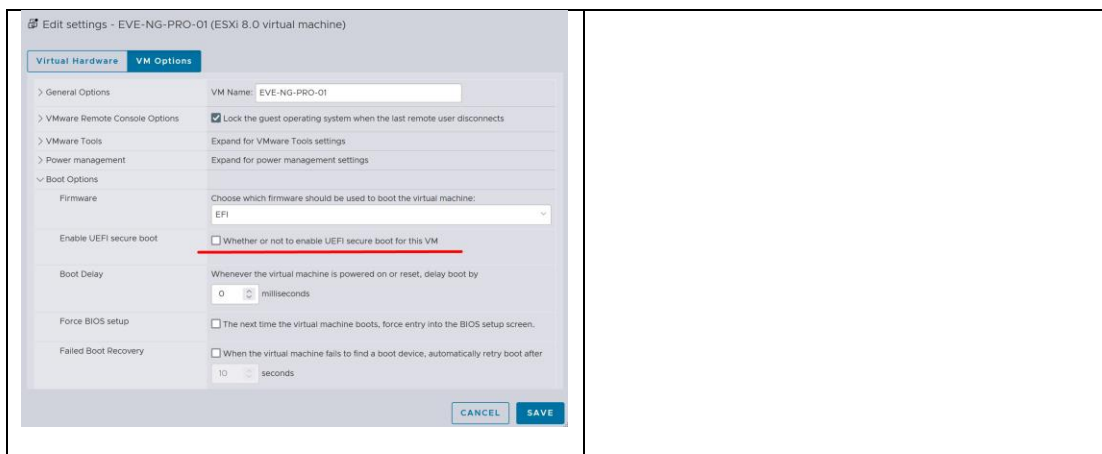 Edit settings - EVE-NG-PRO-01 (ESXi 8.0 virtual machine)
Virtual Hardware VM Options
General Options VM Name: EVE-NG-PRO-01
VMware Remote Console Options Lock the guest operating system when the last remote user disconnects
VMware Tools Expand for VMware Tools settings
Power management Expand for power management settings
Boot Options
Firmware Choose which firmware should be used to boot the virtual machine:
EFI
Enable UEFI secure boot Whether or not to enable UEFI secure boot for this VM
Boot Delay Whenever the virtual machine is powered on or reset, delay boot by
0 milliseconds
Force BIOS setup The next time the virtual machine boots, force entry into the BIOS setup screen.
Failed Boot Recovery When the virtual machine fails to find a boot device, automatically retry boot after
10 seconds
CANCEL SAVE